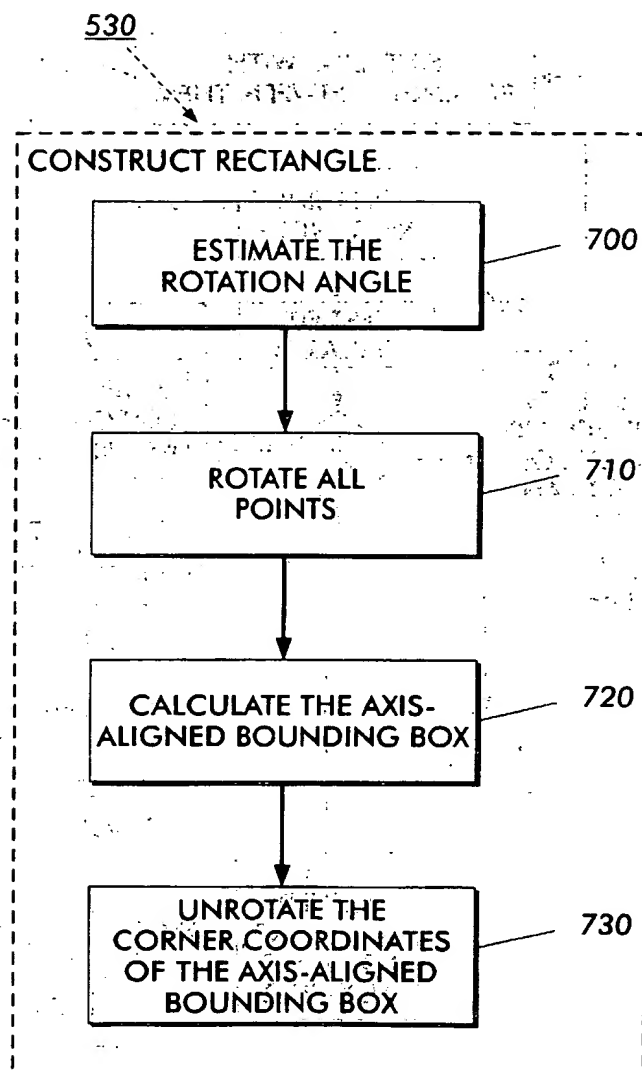 530
CONSTRUCT RECTANGLE
ESTIMATE THE
ROTATION ANGLE
700
ROTATE ALL
POINTS
710
CALCULATE THE AXIS-
ALIGNED BOUNDING BOX
720
UNROTATE THE
CORNER COORDINATES
OF THE AXIS-ALIGNED
BOUNDING BOX
730